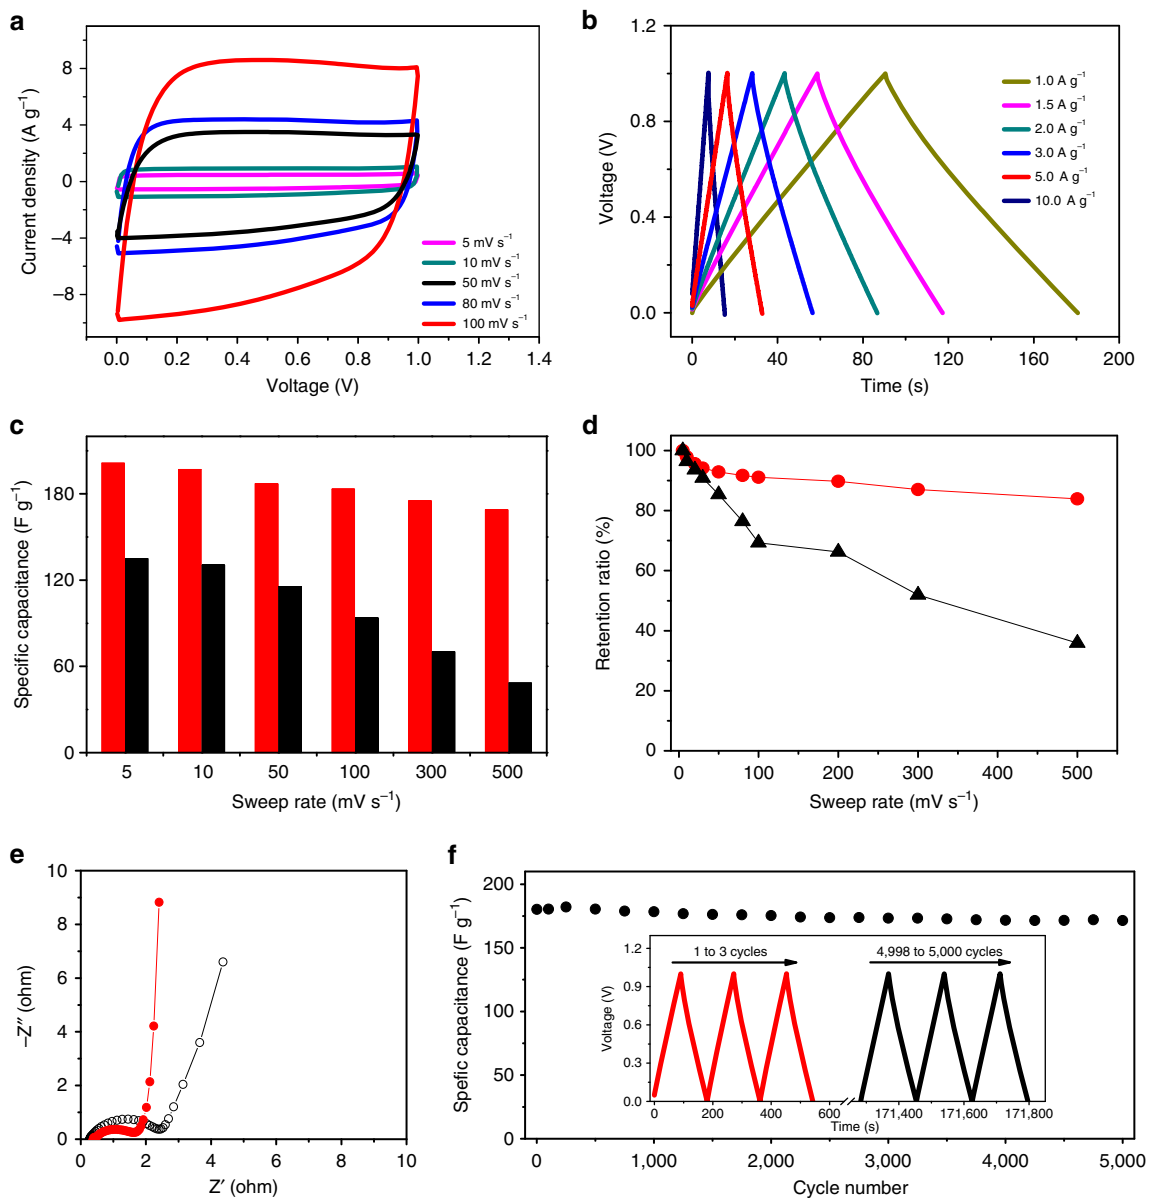 a
8
4
0
−4
−8
Current density (A g⁻¹)
5 mV s⁻¹
10 mV s⁻¹
50 mV s⁻¹
80 mV s⁻¹
100 mV s⁻¹
0.0 0.2 0.4 0.6 0.8 1.0 1.2 1.4
Voltage (V)
b
1.2
0.8
0.4
0.0
Voltage (V)
1.0 A g⁻¹
1.5 A g⁻¹
2.0 A g⁻¹
3.0 A g⁻¹
5.0 A g⁻¹
10.0 A g⁻¹
0 40 80 120 160 200
Time (s)
c
180
120
60
0
Specific capacitance (F g⁻¹)
5 10 50 100 300 500
Sweep rate (mV s⁻¹)
d
100
80
60
40
20
0
Retention ratio (%)
0 100 200 300 400 500
Sweep rate (mV s⁻¹)
e
10
8
6
4
2
0
−Z″ (ohm)
0 2 4 6 8 10
Z′ (ohm)
f
200
150
100
50
0
Spefic capacitance (F g⁻¹)
1.2
0.9
0.6
0.3
0.0
Voltage (V)
1 to 3 cycles
4,998 to 5,000 cycles
0 200 400 600 171,400 171,600 171,800
Time (s)
0 1,000 2,000 3,000 4,000 5,000
Cycle number